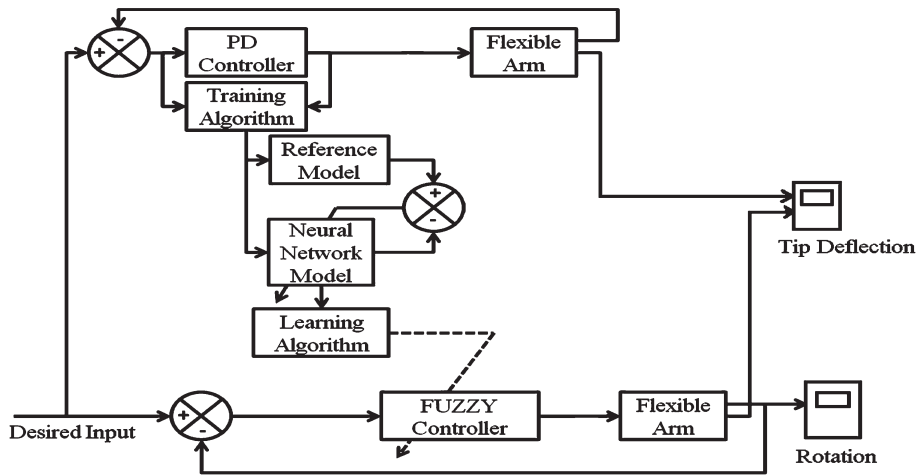 -
+
PD
Controller
Flexible
Arm
Training
Algorithm
Reference
Model
+
-
Neural
Network
Model
Tip Deflection
Learning
Algorithm
+
-
FUZZY
Controller
Flexible
Arm
Desired Input
Rotation